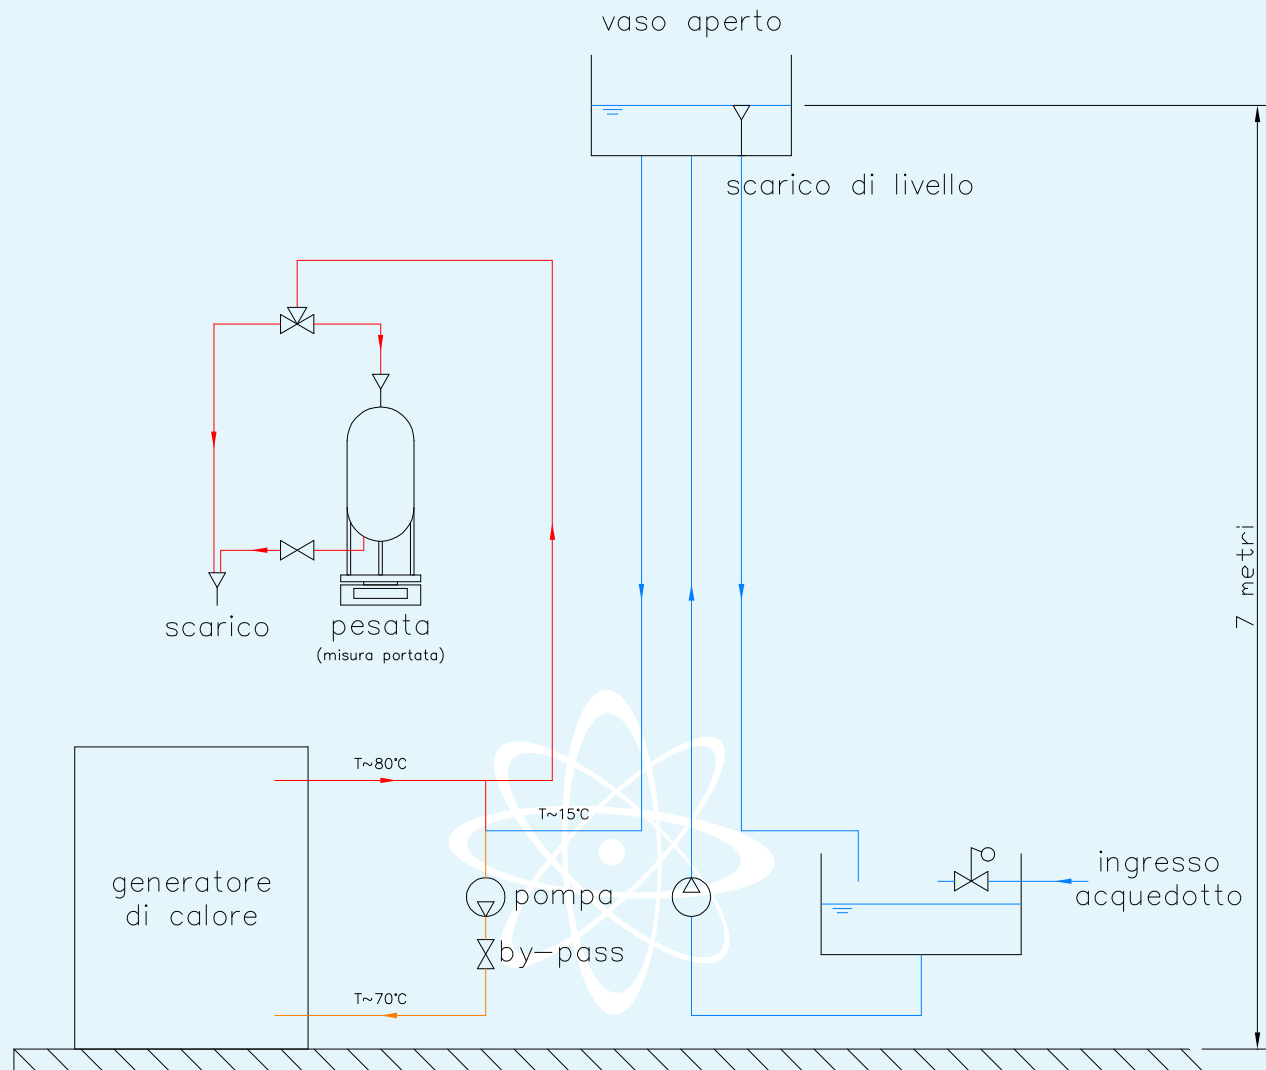 vaso aperto
scarico di livello
7 metri
scarico
pesata
(misura portata)
T~80°C
T~15°C
generatore
di calore
pompa
by-pass
T~70°C
ingresso
acquedotto